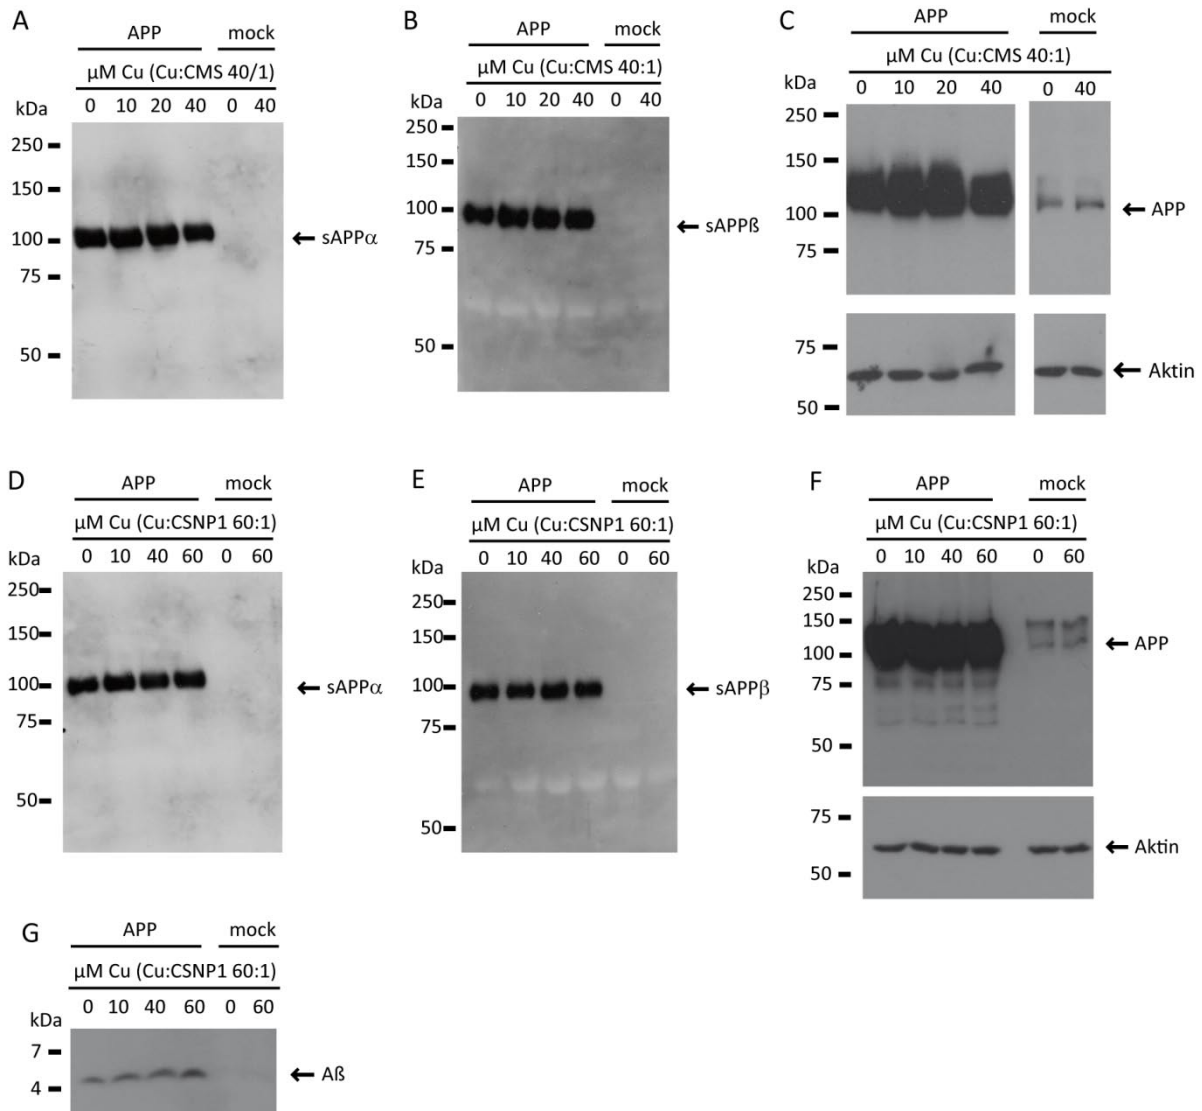 A
APP mock
µM Cu (Cu:CMS 40/1)
kDa 0 10 20 40 0 40
250
150
100
75
50
sAPPα
B
APP mock
µM Cu (Cu:CMS 40:1)
kDa 0 10 20 40 0 40
250
150
100
75
50
sAPPß
C
APP mock
µM Cu (Cu:CMS 40:1)
kDa 0 10 20 40 0 40
250
150
100
75
APP
75
50
Aktin
D
APP mock
µM Cu (Cu:CSNP1 60:1)
kDa 0 10 40 60 0 60
250
150
100
75
50
sAPPα
E
APP mock
µM Cu (Cu:CSNP1 60:1)
kDa 0 10 40 60 0 60
250
150
100
75
50
sAPPβ
F
APP mock
µM Cu (Cu:CSNP1 60:1)
kDa 0 10 40 60 0 60
250
150
100
75
50
APP
75
50
Aktin
G
APP mock
µM Cu (Cu:CSNP1 60:1)
kDa 0 10 40 60 0 60
7
4
Aß